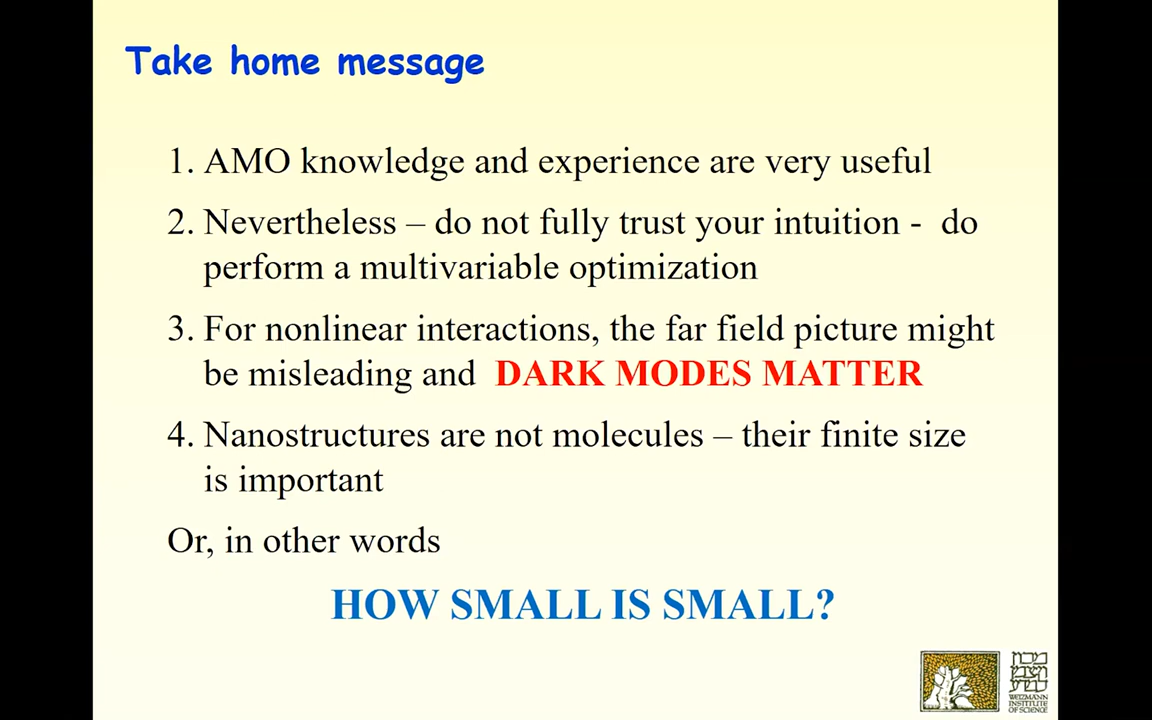 Take home message
1. AMO knowledge and experience are very useful
2. Nevertheless – do not fully trust your intuition - do
perform a multivariable optimization
3. For nonlinear interactions, the far field picture might
be misleading and DARK MODES MATTER
4. Nanostructures are not molecules – their finite size
is important
Or, in other words
HOW SMALL IS SMALL?
מכון
ויצמן
למדע
WEIZMANN
INSTITUTE
OF SCIENCE